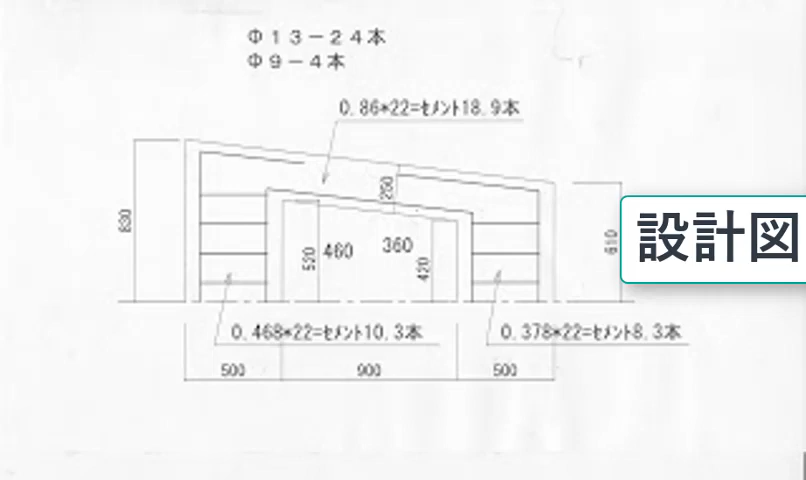 Φ１３－２４本
Φ９－４本
0.86*22=ｾﾒﾝﾄ18.9本
830
250
520
460
360
420
610
設計図
0.468*22=ｾﾒﾝﾄ10.3本
0.378*22=ｾﾒﾝﾄ8.3本
500
900
500